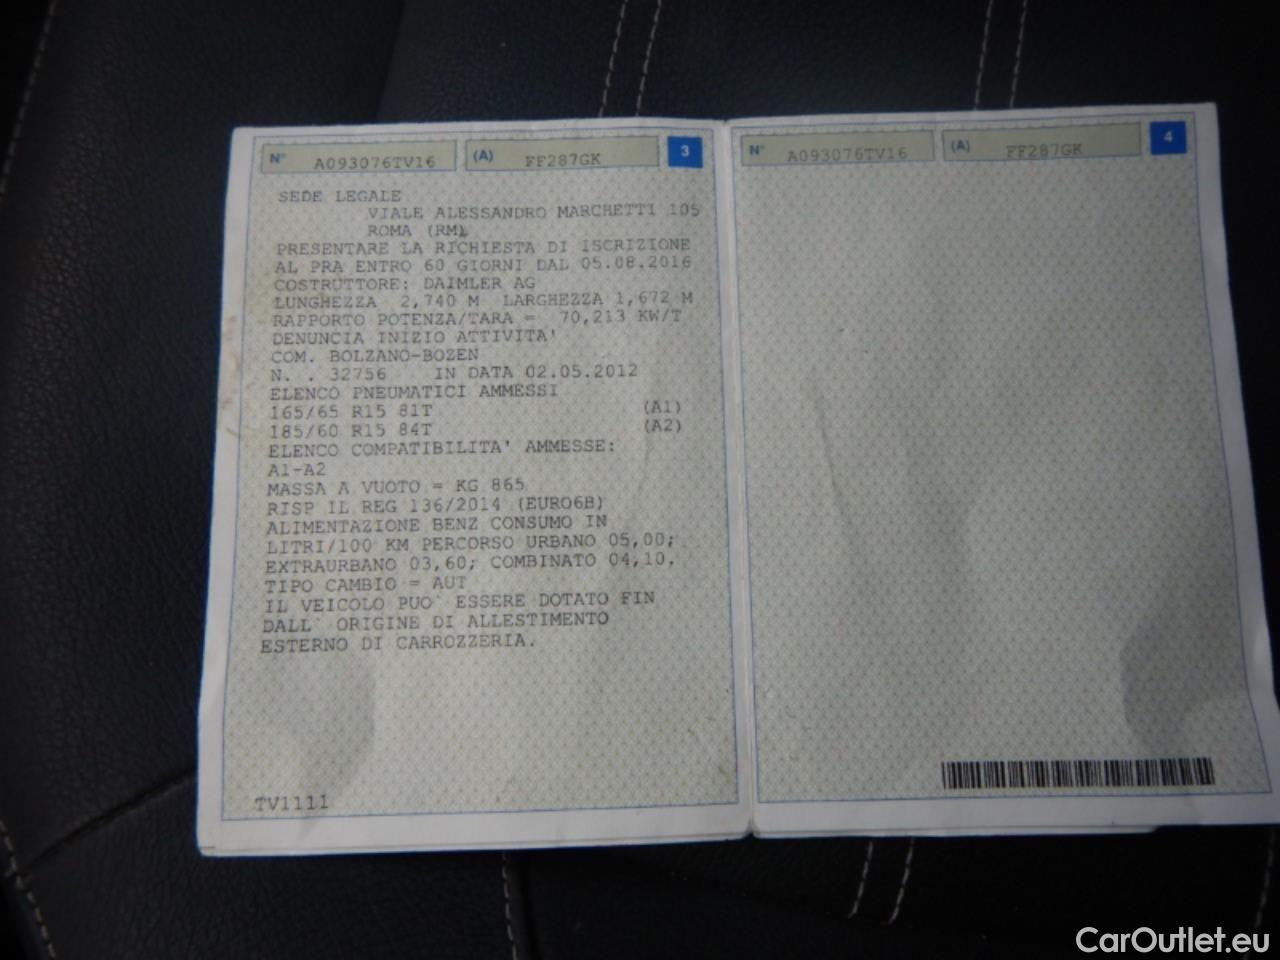 N° A093076TV16 (A) FF287GK 3
SEDE LEGALE
VIALE ALESSANDRO MARCHETTI 105
ROMA (RM)
PRESENTARE LA RICHIESTA DI ISCRIZIONE
AL PRA ENTRO 60 GIORNI DAL 05.08.2016
COSTRUTTORE: DAIMLER AG
LUNGHEZZA 2,740 M LARGHEZZA 1,672 M
RAPPORTO POTENZA/TARA = 70,213 KW/T
DENUNCIA INIZIO ATTIVITA'
COM. BOLZANO-BOZEN
N. . 32756 IN DATA 02.05.2012
ELENCO PNEUMATICI AMMESSI
165/65 R15 81T (A1)
185/60 R15 84T (A2)
ELENCO COMPATIBILITA' AMMESSE:
A1-A2
MASSA A VUOTO = KG 865
RISP IL REG 136/2014 (EURO6B)
ALIMENTAZIONE BENZ CONSUMO IN
LITRI/100 KM PERCORSO URBANO 05,00;
EXTRAURBANO 03,60; COMBINATO 04,10.
TIPO CAMBIO = AUT
IL VEICOLO PUO` ESSERE DOTATO FIN
DALL` ORIGINE DI ALLESTIMENTO
ESTERNO DI CARROZZERIA.
TV1111
N° A093076TV16 (A) FF287GK 4
CarOutlet.eu